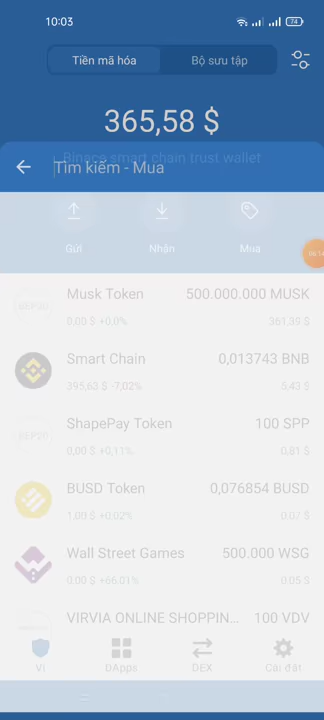 10:03
74
Tiền mã hóa
Bộ sưu tập
365,58 $
Binace smart chain trust wallet
Tìm kiếm - Mua
Gửi
Nhận
Mua
Musk Token 500.000.000 MUSK
0,00 $ +0,0% 361,39 $
Smart Chain 0,013743 BNB
395,63 $ -7,02% 5,43 $
ShapePay Token 100 SPP
0,00 $ +0,11% 0,81 $
BUSD Token 0,076854 BUSD
1,00 $ +0,02% 0,07 $
Wall Street Games 500.000 WSG
0,00 $ +66,01% 0,05 $
VIRVIA ONLINE SHOPPIN... 100 VDV
Ví
DApps
DEX
Cài đặt